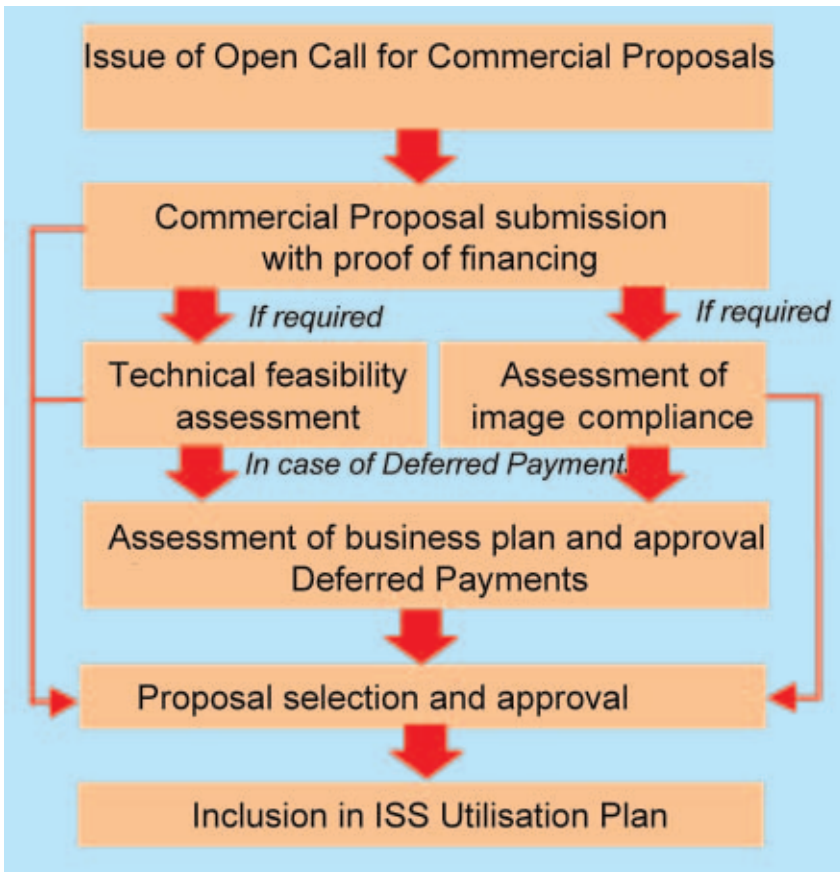 Issue of Open Call for Commercial Proposals
Commercial Proposal submission
with proof of financing
If required
If required
Technical feasibility
assessment
Assessment of
image compliance
In case of Deferred Payment.
Assessment of business plan and approval
Deferred Payments
Proposal selection and approval
Inclusion in ISS Utilisation Plan